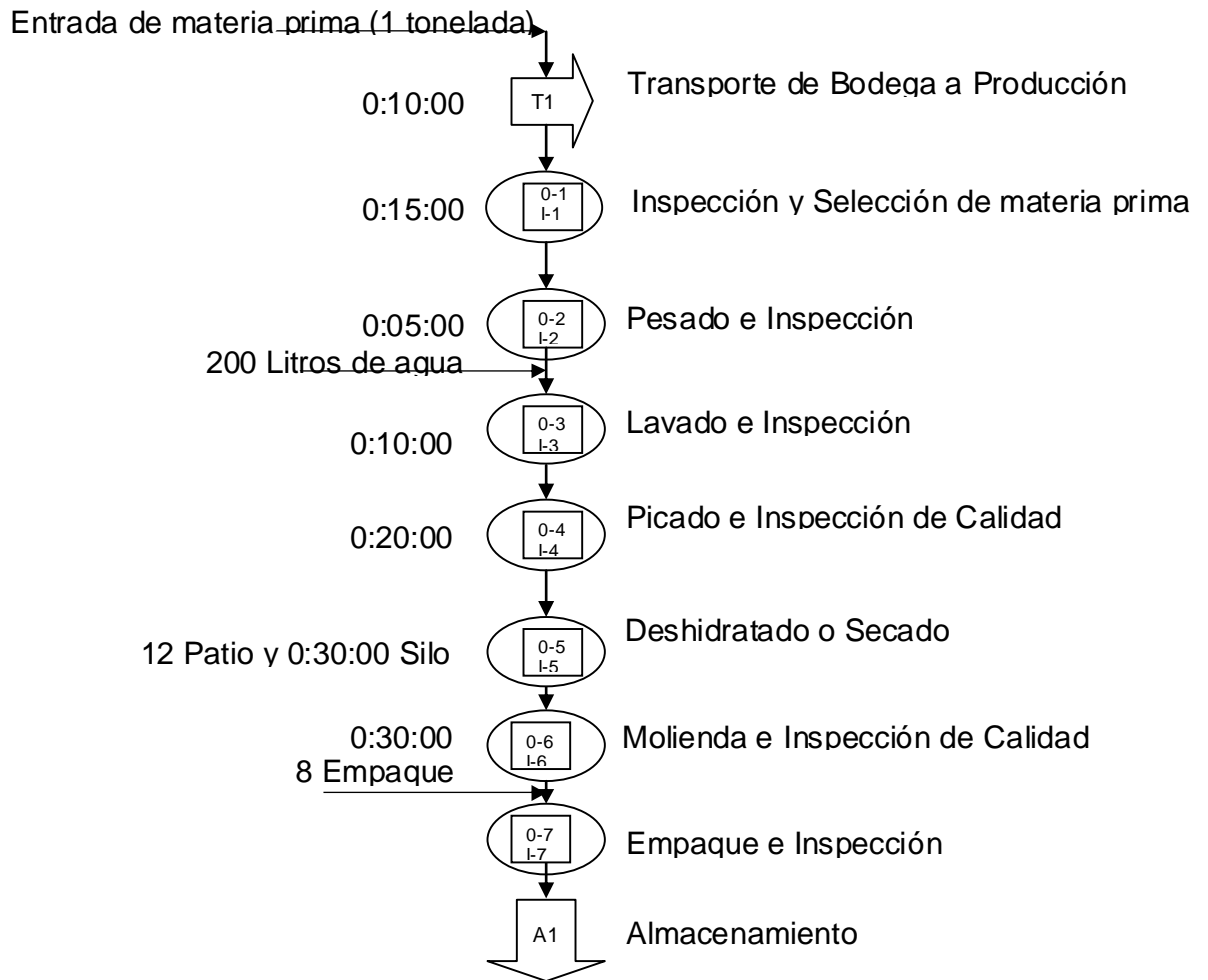 Entrada de materia prima (1 tonelada)
T1
0:10:00
Transporte de Bodega a Producción
0-1
I-1
0:15:00
Inspección y Selección de materia prima
0-2
I-2
0:05:00
Pesado e Inspección
200 Litros de agua
0-3
I-3
0:10:00
Lavado e Inspección
0-4
I-4
0:20:00
Picado e Inspección de Calidad
0-5
I-5
12 Patio y 0:30:00 Silo
Deshidratado o Secado
0-6
I-6
0:30:00
Molienda e Inspección de Calidad
8 Empaque
0-7
I-7
Empaque e Inspección
A1
Almacenamiento